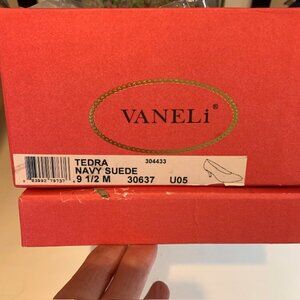 VANELi®
TEDRA 304433
NAVY SUEDE
.9 1/2 M 30637 U05